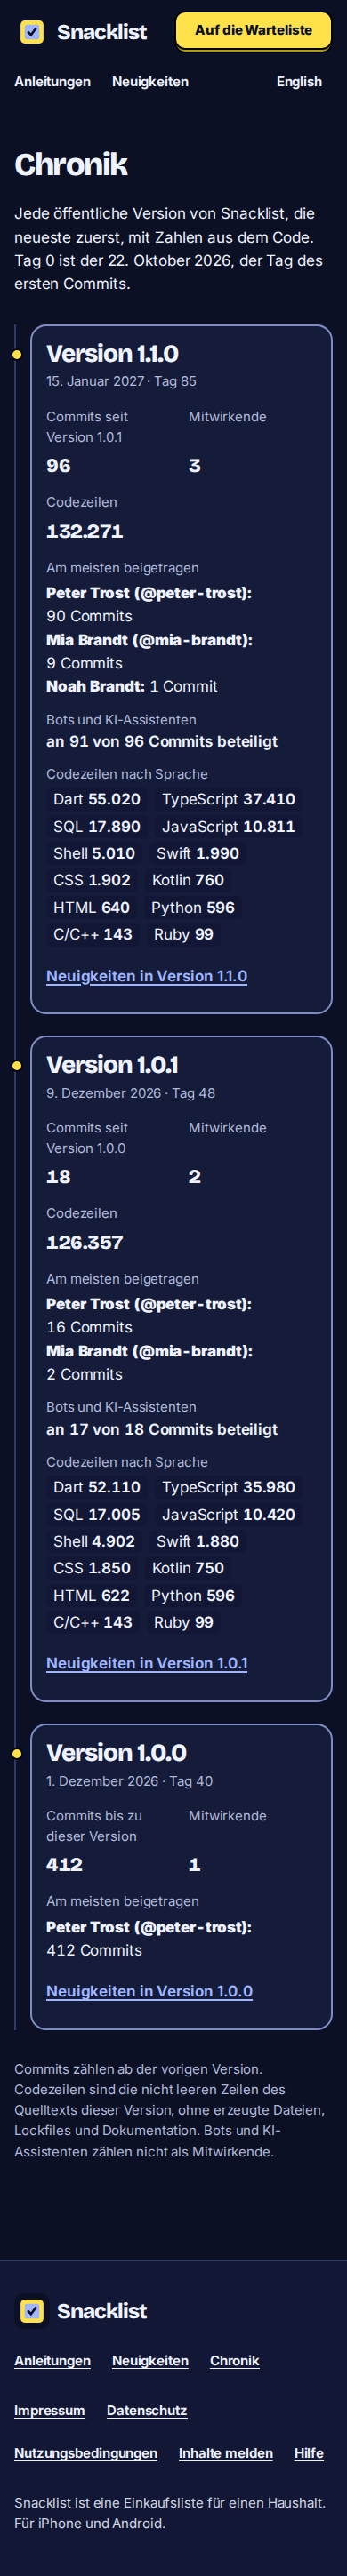 Snacklist
Auf die Warteliste
Anleitungen Neuigkeiten English
Chronik
Jede öffentliche Version von Snacklist, die
neueste zuerst, mit Zahlen aus dem Code.
Tag 0 ist der 22. Oktober 2026, der Tag des
ersten Commits.
Version 1.1.0
15. Januar 2027 · Tag 85
Commits seit
Version 1.0.1
Mitwirkende
96 3
Codezeilen
132.271
Am meisten beigetragen
Peter Trost (@peter-trost):
90 Commits
Mia Brandt (@mia-brandt):
9 Commits
Noah Brandt: 1 Commit
Bots und KI-Assistenten
an 91 von 96 Commits beteiligt
Codezeilen nach Sprache
Dart 55.020 TypeScript 37.410
SQL 17.890 JavaScript 10.811
Shell 5.010 Swift 1.990
CSS 1.902 Kotlin 760
HTML 640 Python 596
C/C++ 143 Ruby 99
Neuigkeiten in Version 1.1.0
Version 1.0.1
9. Dezember 2026 · Tag 48
Commits seit
Version 1.0.0
Mitwirkende
18 2
Codezeilen
126.357
Am meisten beigetragen
Peter Trost (@peter-trost):
16 Commits
Mia Brandt (@mia-brandt):
2 Commits
Bots und KI-Assistenten
an 17 von 18 Commits beteiligt
Codezeilen nach Sprache
Dart 52.110 TypeScript 35.980
SQL 17.005 JavaScript 10.420
Shell 4.902 Swift 1.880
CSS 1.850 Kotlin 750
HTML 622 Python 596
C/C++ 143 Ruby 99
Neuigkeiten in Version 1.0.1
Version 1.0.0
1. Dezember 2026 · Tag 40
Commits bis zu
dieser Version
Mitwirkende
412 1
Am meisten beigetragen
Peter Trost (@peter-trost):
412 Commits
Neuigkeiten in Version 1.0.0
Commits zählen ab der vorigen Version.
Codezeilen sind die nicht leeren Zeilen des
Quelltexts dieser Version, ohne erzeugte Dateien,
Lockfiles und Dokumentation. Bots und KI-
Assistenten zählen nicht als Mitwirkende.
Snacklist
Anleitungen Neuigkeiten Chronik
Impressum Datenschutz
Nutzungsbedingungen Inhalte melden Hilfe
Snacklist ist eine Einkaufsliste für einen Haushalt.
Für iPhone und Android.